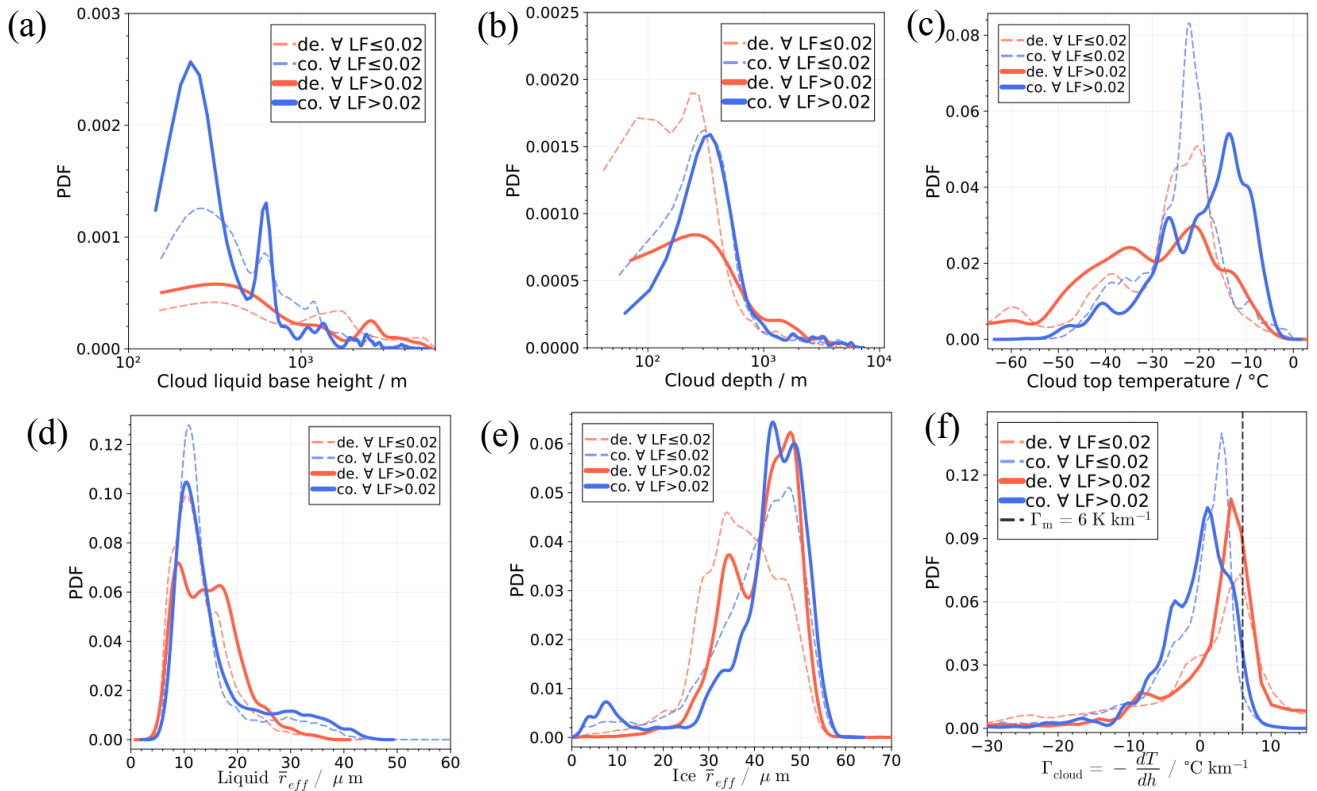 (a)
0.003
0.002
0.001
0.000
PDF
10²
10³
Cloud liquid base height / m
de. ∀ LF≤0.02
co. ∀ LF≤0.02
de. ∀ LF>0.02
co. ∀ LF>0.02
(b)
0.0025
0.0020
0.0015
0.0010
0.0005
0.0000
PDF
10²
10³
10⁴
Cloud depth / m
de. ∀ LF≤0.02
co. ∀ LF≤0.02
de. ∀ LF>0.02
co. ∀ LF>0.02
(c)
0.08
0.06
0.04
0.02
0.00
PDF
−60 −50 −40 −30 −20 −10 0
Cloud top temperature / °C
de. ∀ LF≤0.02
co. ∀ LF≤0.02
de. ∀ LF>0.02
co. ∀ LF>0.02
(d)
0.12
0.10
0.08
0.06
0.04
0.02
0.00
PDF
0 10 20 30 40 50 60
Liquid r̅eff / μ m
de. ∀ LF≤0.02
co. ∀ LF≤0.02
de. ∀ LF>0.02
co. ∀ LF>0.02
(e)
0.06
0.05
0.04
0.03
0.02
0.01
0.00
PDF
0 10 20 30 40 50 60 70
Ice r̅eff / μ m
de. ∀ LF≤0.02
co. ∀ LF≤0.02
de. ∀ LF>0.02
co. ∀ LF>0.02
(f)
0.12
0.09
0.06
0.03
0.00
PDF
−30 −20 −10 0 10
Γcloud = − dT/dh / °C km⁻¹
de. ∀ LF≤0.02
co. ∀ LF≤0.02
de. ∀ LF>0.02
co. ∀ LF>0.02
Γm = 6 K km⁻¹